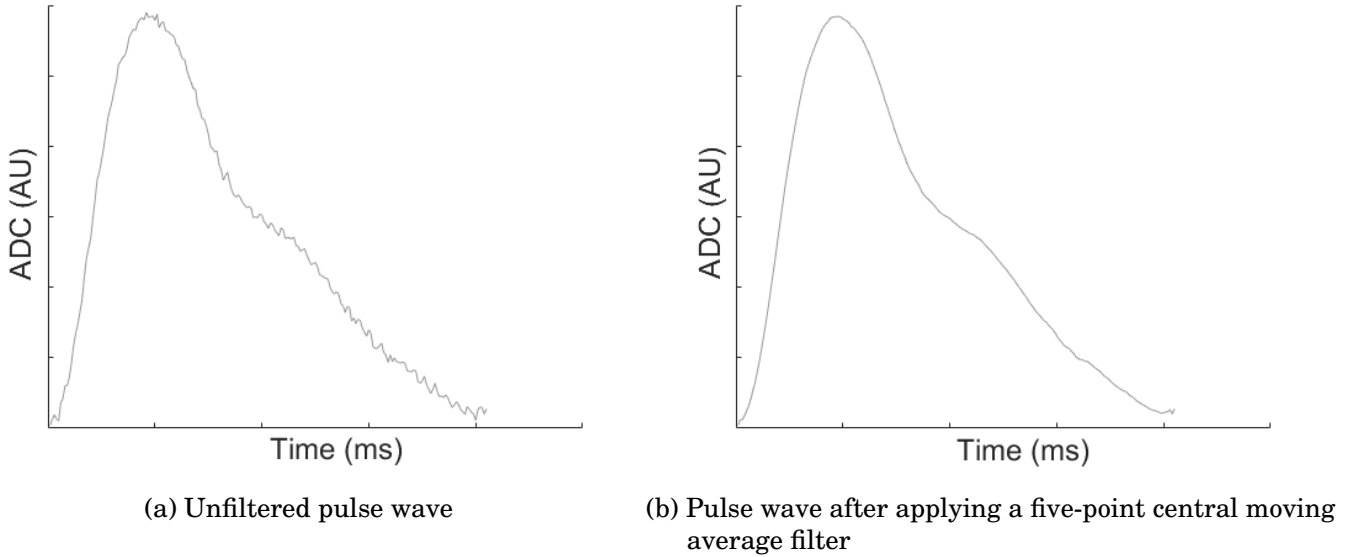 ADC (AU)
Time (ms)
(a) Unfiltered pulse wave
ADC (AU)
Time (ms)
(b) Pulse wave after applying a five-point central moving
average filter